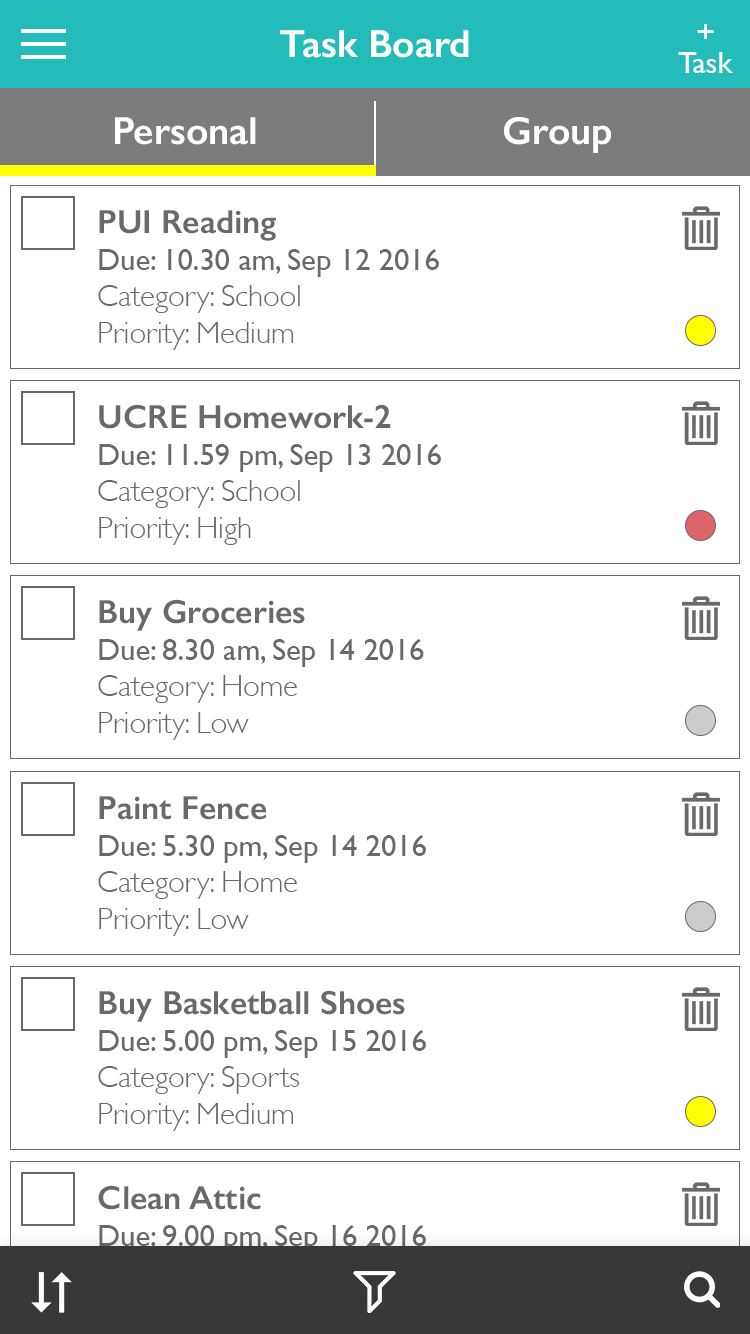 Task Board
+
Task
Personal
Group
PUI Reading
Due: 10.30 am, Sep 12 2016
Category: School
Priority: Medium
UCRE Homework-2
Due: 11.59 pm, Sep 13 2016
Category: School
Priority: High
Buy Groceries
Due: 8.30 am, Sep 14 2016
Category: Home
Priority: Low
Paint Fence
Due: 5.30 pm, Sep 14 2016
Category: Home
Priority: Low
Buy Basketball Shoes
Due: 5.00 pm, Sep 15 2016
Category: Sports
Priority: Medium
Clean Attic
Due: 9.00 pm, Sep 16 2016